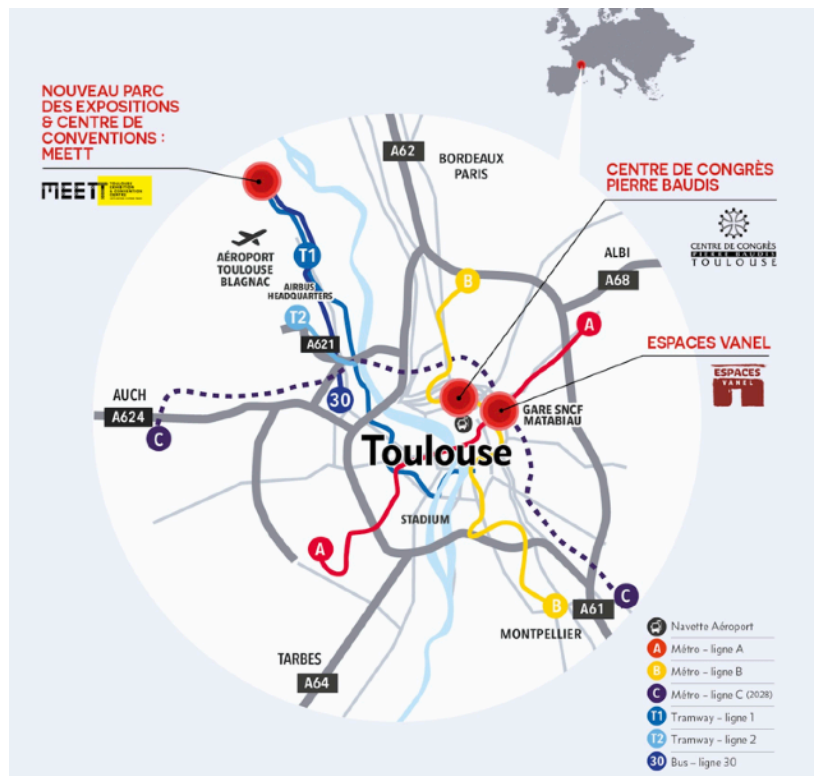 NOUVEAU PARC
DES EXPOSITIONS
& CENTRE DE
CONVENTIONS :
MEETT
MEETT
A62
BORDEAUX
PARIS
CENTRE DE CONGRÈS
PIERRE BAUDIS
CENTRE DE CONGRÈS
PIERRE BAUDIS
TOULOUSE
AÉROPORT
TOULOUSE
BLAGNAC
T1
AIRBUS
HEADQUARTERS
B
ALBI
A68
T2
A
A621
ESPACES VANEL
ESPACES
VANEL
AUCH
A624
C
30
GARE SNCF
MATABIAU
Toulouse
STADIUM
A
B
C
A61
MONTPELLIER
TARBES
A64
Navette Aéroport
A Métro – ligne A
B Métro – ligne B
C Métro – ligne C (2028)
T1 Tramway – ligne 1
T2 Tramway – ligne 2
30 Bus – ligne 30